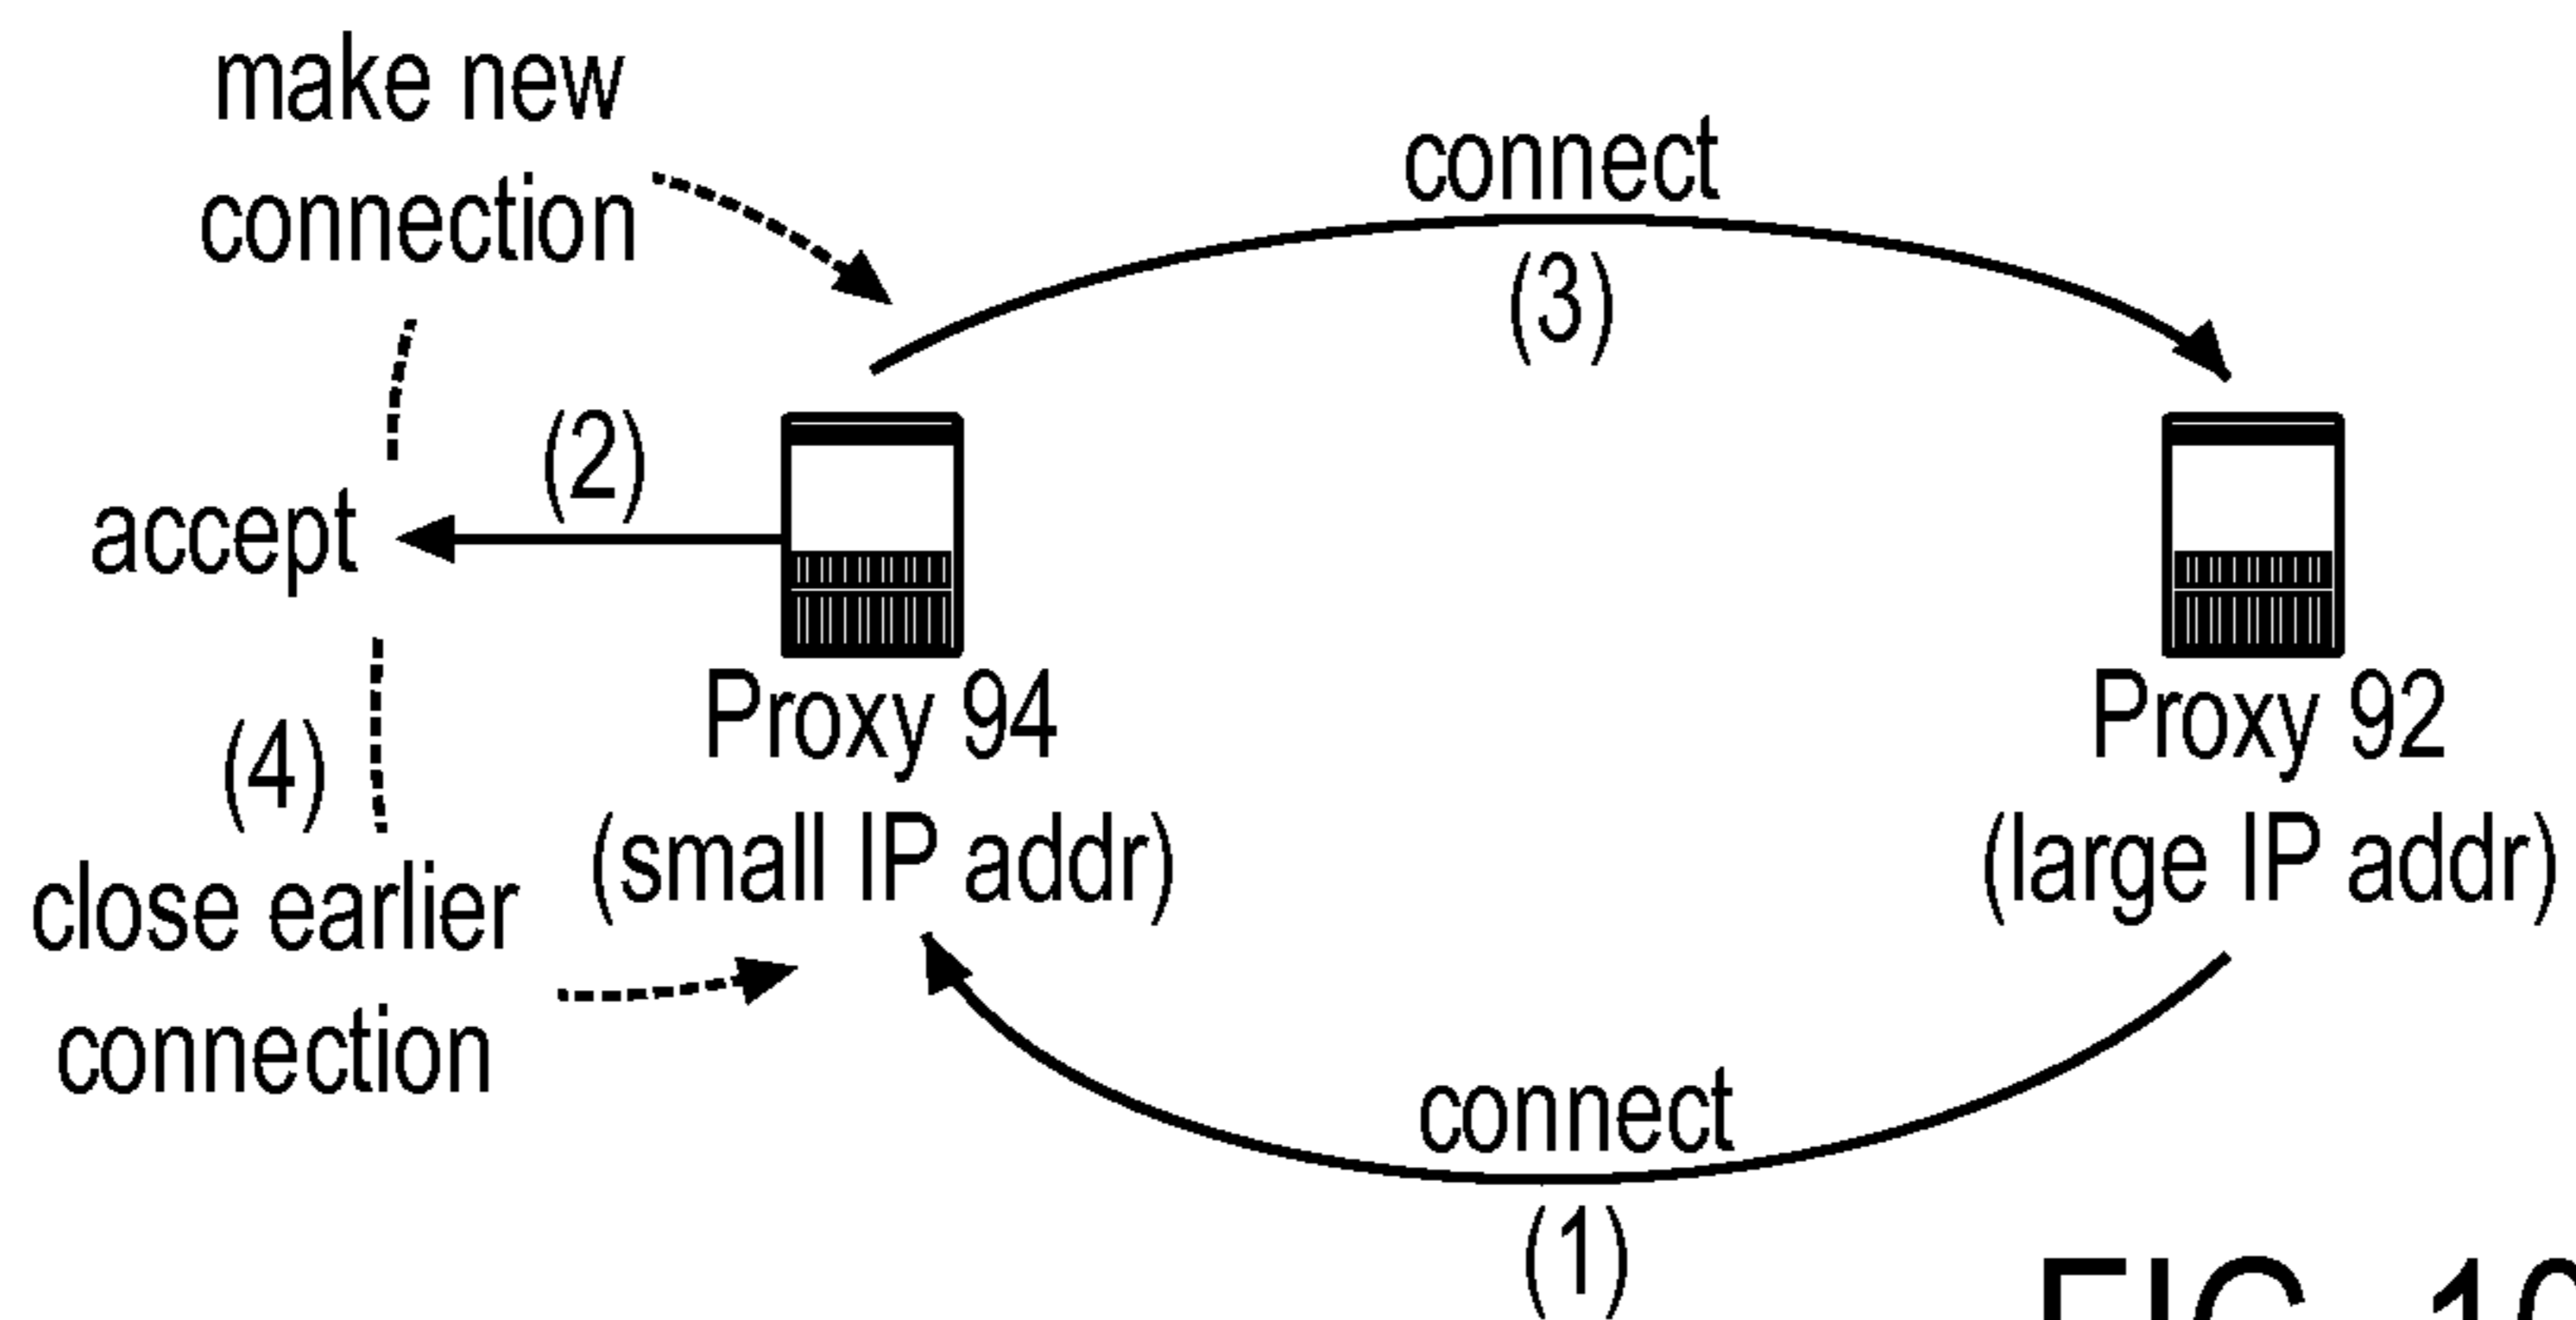 make new
connection
connect
(3)
(2)
accept
Proxy 94
(small IP addr)
Proxy 92
(large IP addr)
(4)
close earlier
connection
connect
(1)